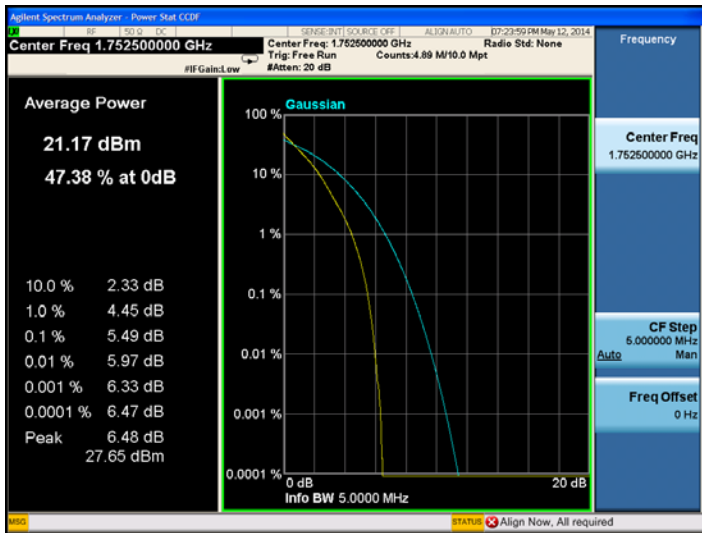 Agilent Spectrum Analyzer - Power Stat CCDF
RF 50 Ω DC SENSE:INT SOURCE OFF ALIGN AUTO 07:23:59 PM May 12, 2014
Center Freq 1.752500000 GHz
Center Freq: 1.752500000 GHz Radio Std: None
Trig: Free Run Counts:4.89 M/10.0 Mpt
#IFGain:Low #Atten: 20 dB
Average Power
21.17 dBm
47.38 % at 0dB
10.0 % 2.33 dB
1.0 % 4.45 dB
0.1 % 5.49 dB
0.01 % 5.97 dB
0.001 % 6.33 dB
0.0001 % 6.47 dB
Peak 6.48 dB
27.65 dBm
Gaussian
100 %
10 %
1 %
0.1 %
0.01 %
0.001 %
0.0001 %
0 dB 20 dB
Info BW 5.0000 MHz
Frequency
Center Freq
1.752500000 GHz
CF Step
5.000000 MHz
Auto Man
Freq Offset
0 Hz
MSG STATUS Align Now, All required